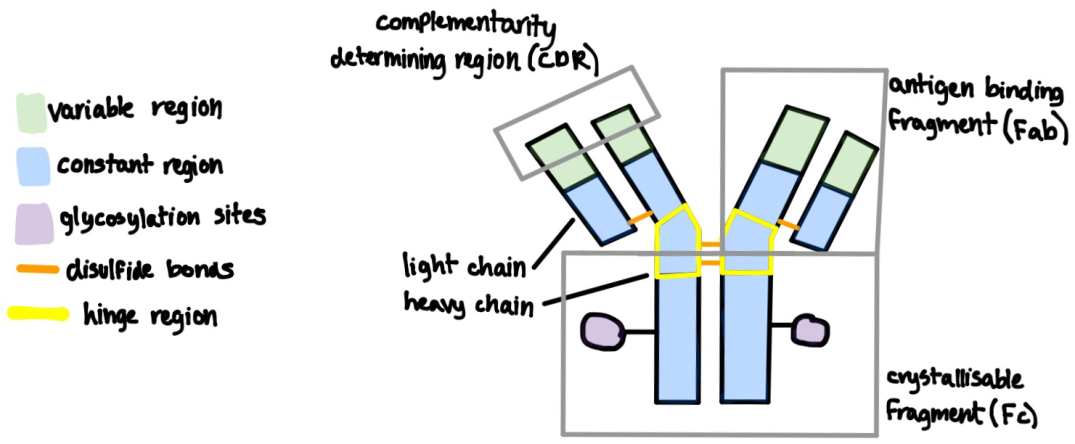 complementarity
determining region (CDR)
antigen binding
fragment (Fab)
variable region
constant region
glycosylation sites
disulfide bonds
hinge region
light chain
heavy chain
crystallisable
fragment (Fc)